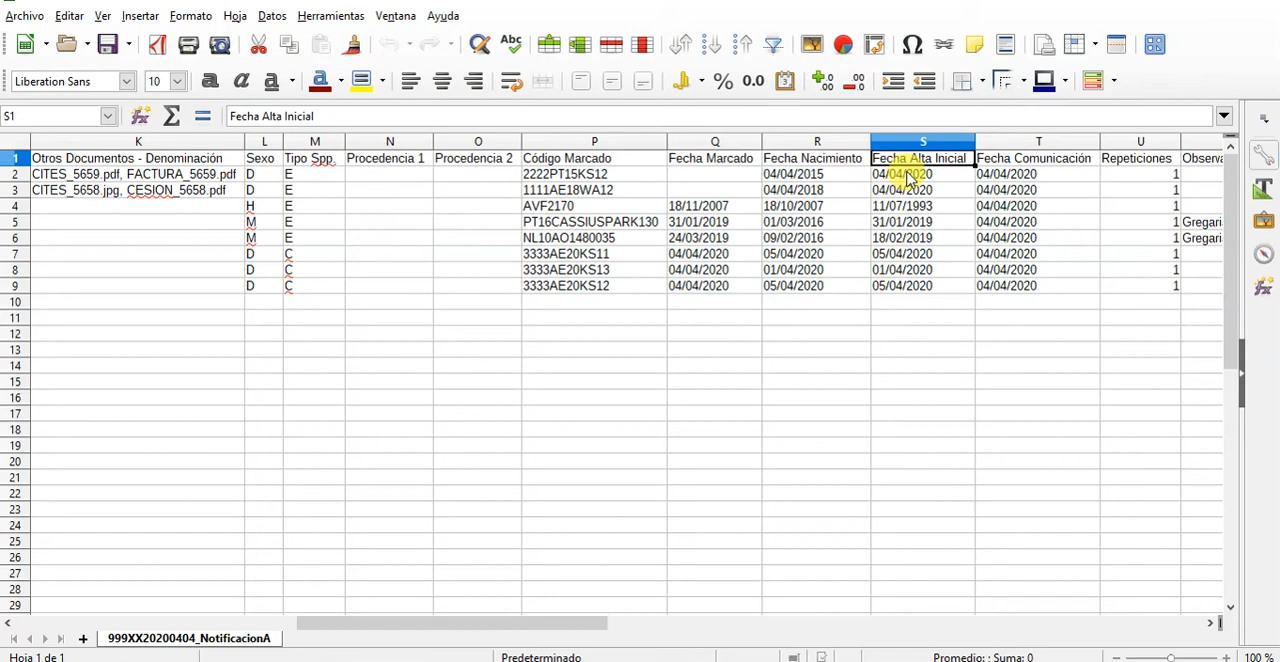 Archivo Editar Ver Insertar Formato Hoja Datos Herramientas Ventana Ayuda
Abc
Liberation Sans 10 a a a a % 0.0
S1 Fecha Alta Inicial
K L M N O P Q R S T U
1 Otros Documentos - Denominación Sexo Tipo Spp. Procedencia 1 Procedencia 2 Código Marcado Fecha Marcado Fecha Nacimiento Fecha Alta Inicial Fecha Comunicación Repeticiones Observa
2 CITES_5659.pdf, FACTURA_5659.pdf D E 2222PT15KS12 04/04/2015 04/04/2020 04/04/2020 1
3 CITES_5658.jpg, CESION_5658.pdf D E 1111AE18WA12 04/04/2018 04/04/2020 04/04/2020 1
4 H E AVF2170 18/11/2007 18/10/2007 11/07/1993 04/04/2020 1
5 M E PT16CASSIUSPARK130 31/01/2019 01/03/2016 31/01/2019 04/04/2020 1 Gregari
6 M E NL10AO1480035 24/03/2019 09/02/2016 18/02/2019 04/04/2020 1 Gregari
7 D C 3333AE20KS11 04/04/2020 05/04/2020 05/04/2020 04/04/2020 1
8 D C 3333AE20KS13 04/04/2020 01/04/2020 01/04/2020 04/04/2020 1
9 D C 3333AE20KS12 04/04/2020 05/04/2020 05/04/2020 04/04/2020 1
10
11
12
13
14
15
16
17
18
19
20
21
22
23
24
25
26
27
28
29
999XX20200404_NotificacionA
Hoja 1 de 1 Predeterminado Promedio: ; Suma: 0 100 %